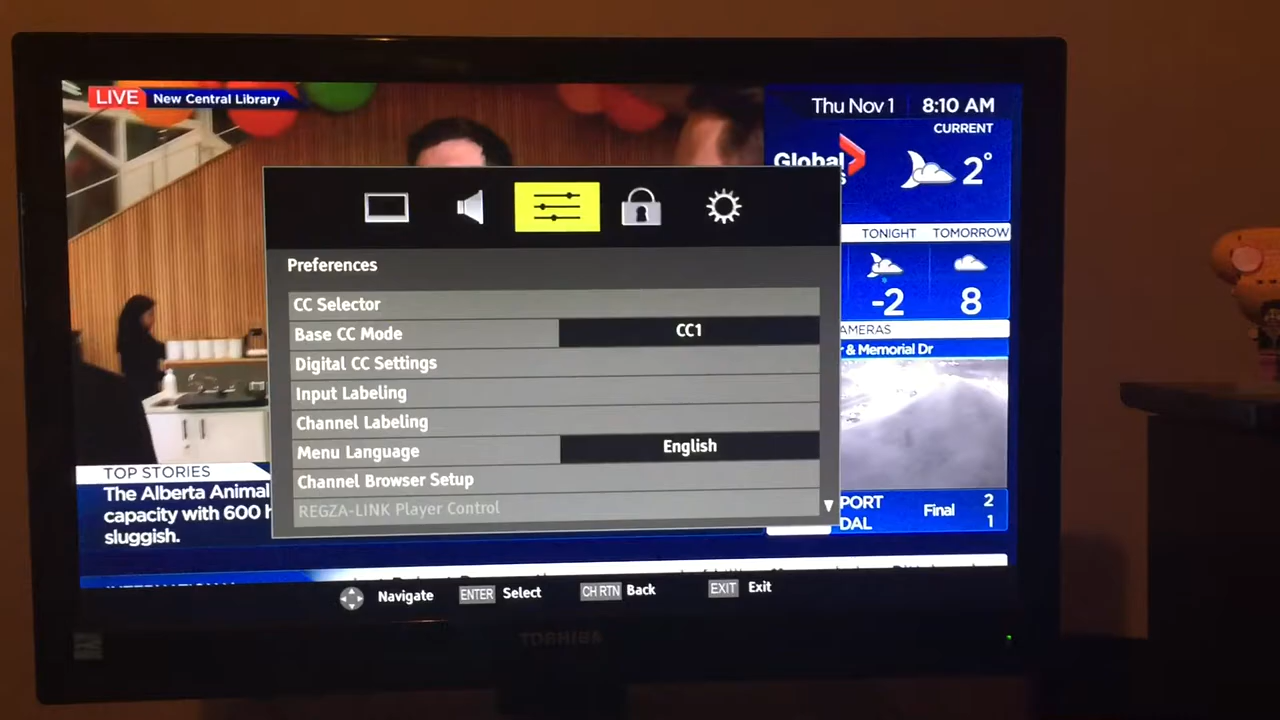 LIVE New Central Library
Thu Nov 1 8:10 AM
CURRENT
Global
2°
TONIGHT TOMORROW
-2 8
Preferences
CC Selector
Base CC Mode CC1
Digital CC Settings
Input Labeling
Channel Labeling
Menu Language English
Channel Browser Setup
REGZA-LINK Player Control
AMERAS
r & Memorial Dr
PORT Final 2
DAL 1
TOP STORIES
The Alberta Animal
capacity with 600 h
sluggish.
Navigate ENTER Select CH RTN Back EXIT Exit
TOSHIBA